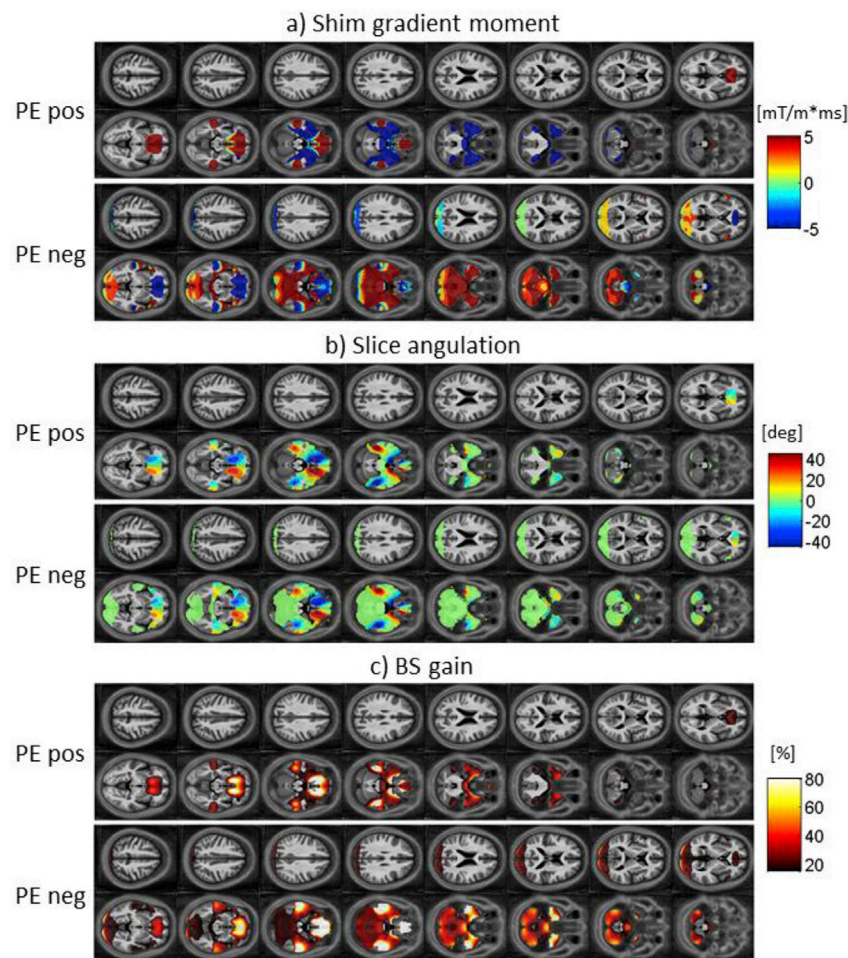 a) Shim gradient moment
PE pos
[mT/m*ms]
5
0
-5
PE neg
b) Slice angulation
PE pos
[deg]
40
20
0
-20
-40
PE neg
c) BS gain
PE pos
[%]
80
60
40
20
PE neg